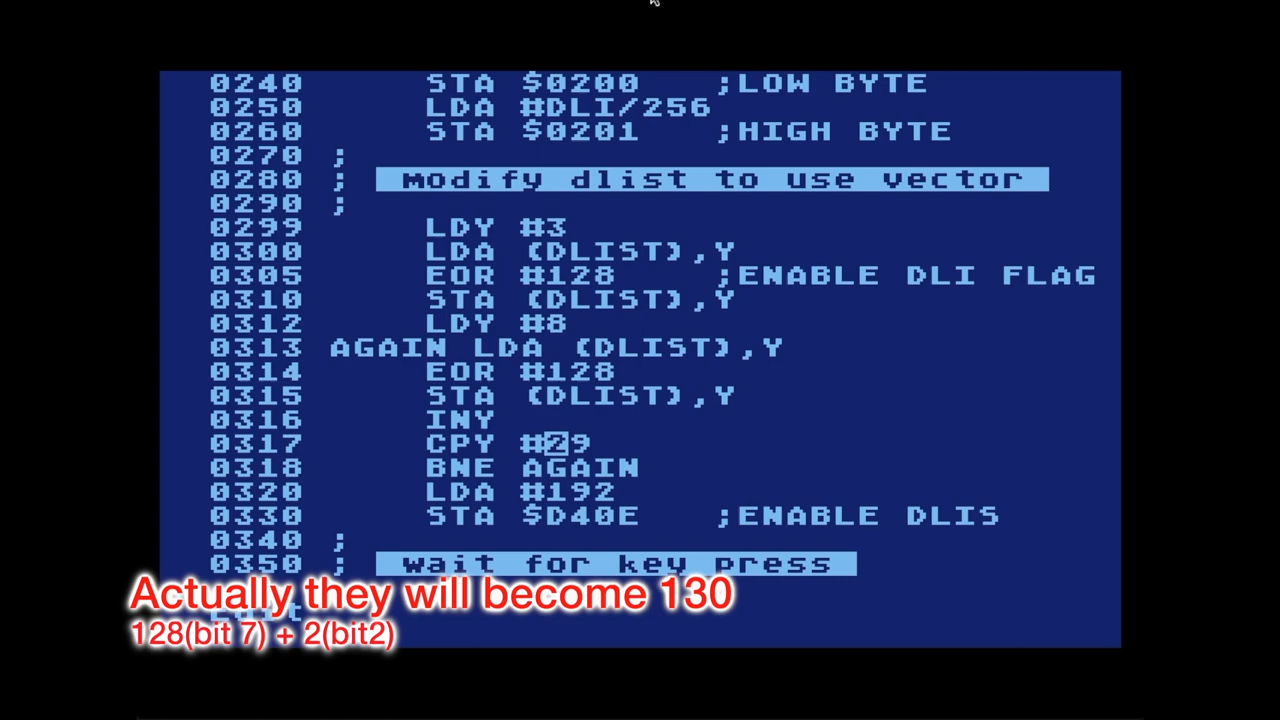 0240 STA $0200 ;LOW BYTE
0250 LDA #DLI/256
0260 STA $0201 ;HIGH BYTE
0270 ;
0280 ; modify dlist to use vector
0290 ;
0299 LDY #3
0300 LDA (DLIST),Y
0305 EOR #128 ;ENABLE DLI FLAG
0310 STA (DLIST),Y
0312 LDY #8
0313 AGAIN LDA (DLIST),Y
0314 EOR #128
0315 STA (DLIST),Y
0316 INY
0317 CPY #29
0318 BNE AGAIN
0320 LDA #192
0330 STA $D40E ;ENABLE DLIS
0340 ;
0350 ; wait for key press
Actually they will become 130
128(bit 7) + 2(bit2)